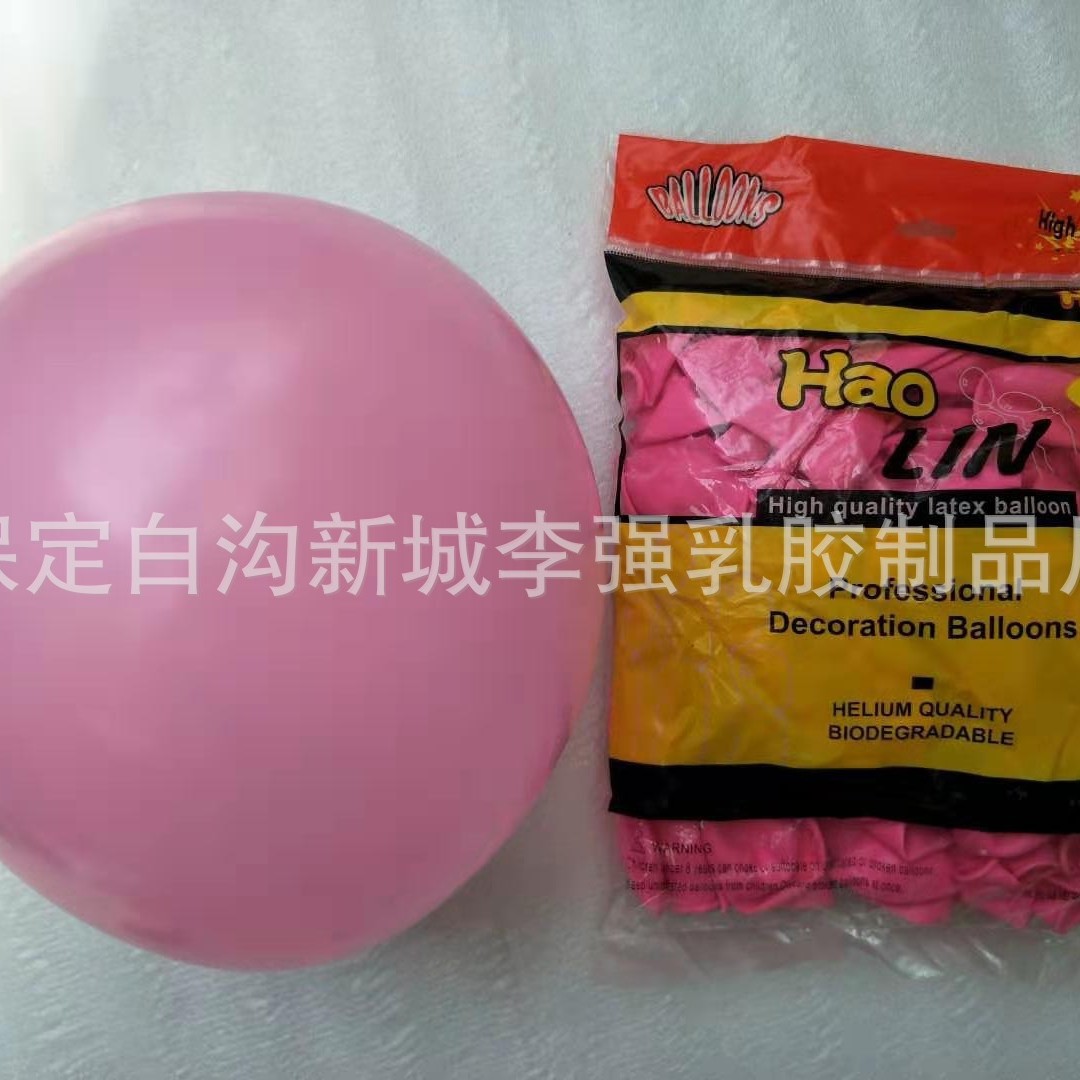 BALLOONS
High
Hao
LIN
High quality latex balloon
保定白沟新城李强乳胶制品厂
Professional
Decoration Balloons
HELIUM QUALITY
BIODEGRADABLE
WARNING